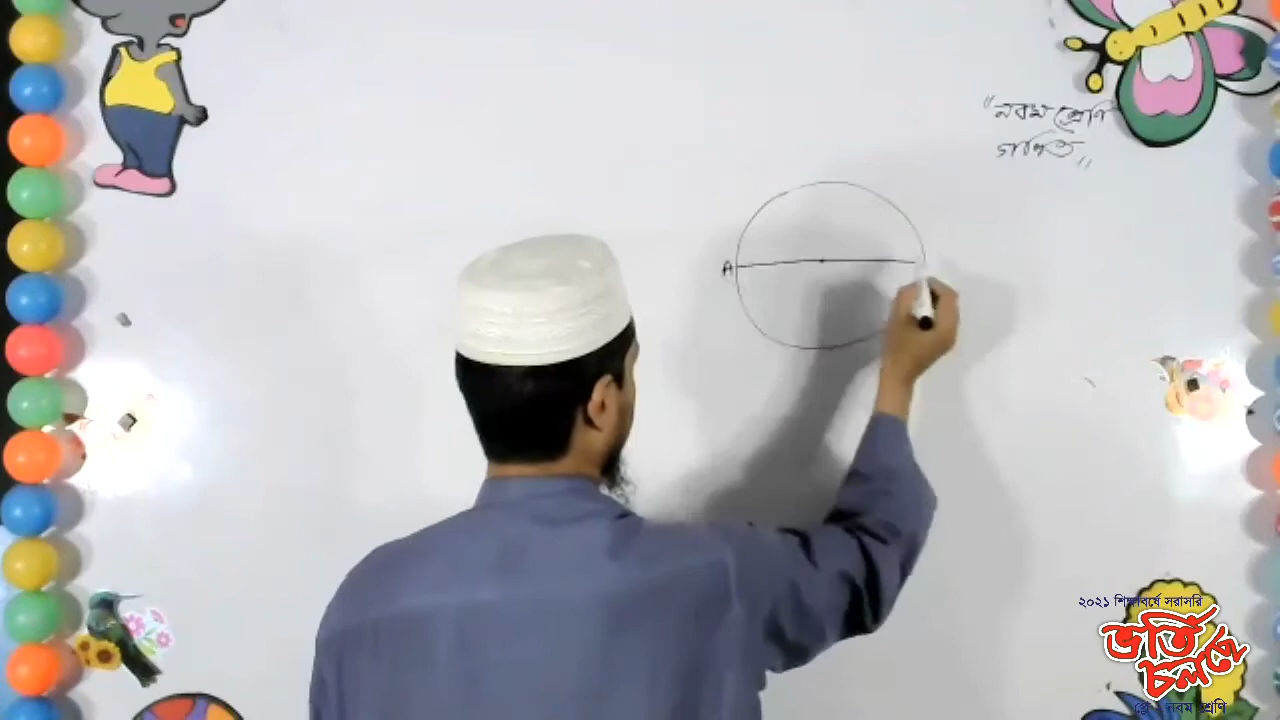 "নবম শ্রেণি
গণিত"
A
২০২১ শিক্ষাবর্ষে সরাসরি
ভর্তি
চলছে
প্লে - নবম শ্রেণি